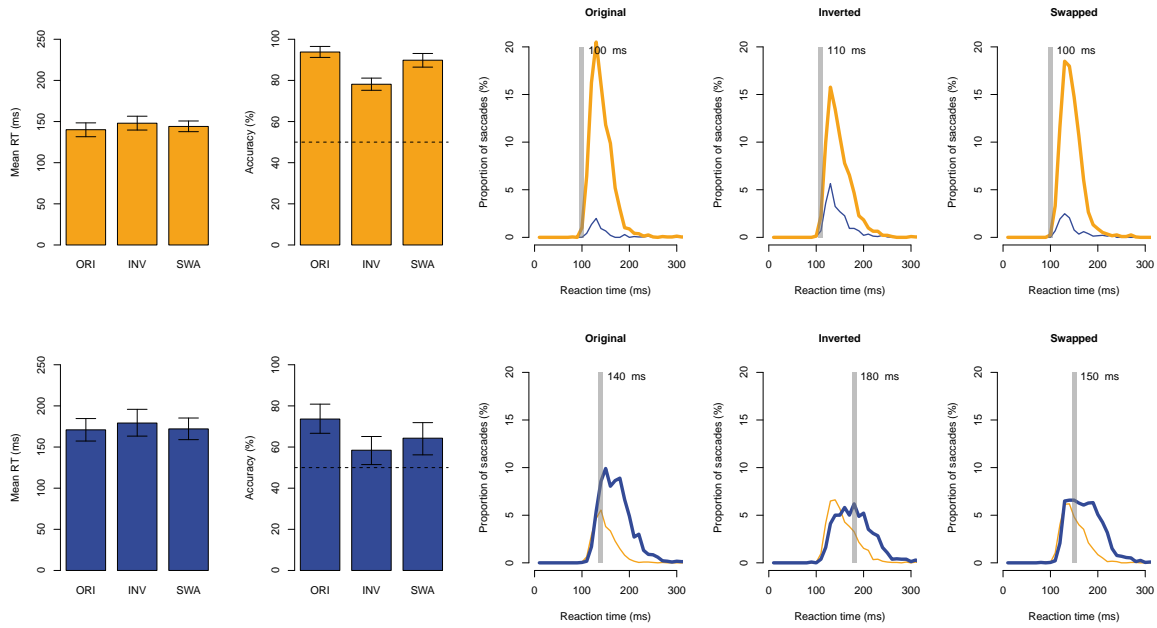 Original
Inverted
Swapped
Mean RT (ms)
0 50 100 150 200 250
ORI INV SWA
Accuracy (%)
0 20 40 60 80 100
ORI INV SWA
Proportion of saccades (%)
0 5 10 15 20
100 ms
0 100 200 300
Reaction time (ms)
Proportion of saccades (%)
0 5 10 15 20
110 ms
0 100 200 300
Reaction time (ms)
Proportion of saccades (%)
0 5 10 15 20
100 ms
0 100 200 300
Reaction time (ms)
Original
Inverted
Swapped
Mean RT (ms)
0 50 100 150 200 250
ORI INV SWA
Accuracy (%)
0 20 40 60 80 100
ORI INV SWA
Proportion of saccades (%)
0 5 10 15 20
140 ms
0 100 200 300
Reaction time (ms)
Proportion of saccades (%)
0 5 10 15 20
180 ms
0 100 200 300
Reaction time (ms)
Proportion of saccades (%)
0 5 10 15 20
150 ms
0 100 200 300
Reaction time (ms)